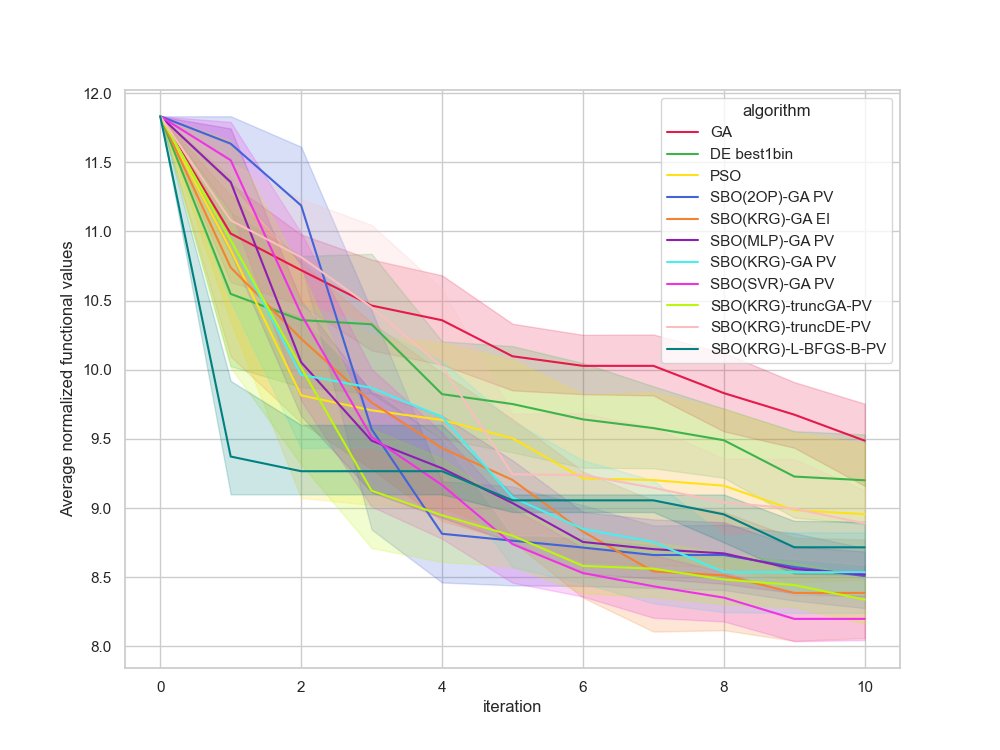 12.0
11.5
11.0
10.5
10.0
9.5
9.0
8.5
8.0
Average normalized functional values
0
2
4
6
8
10
iteration
algorithm
GA
DE best1bin
PSO
SBO(2OP)-GA PV
SBO(KRG)-GA EI
SBO(MLP)-GA PV
SBO(KRG)-GA PV
SBO(SVR)-GA PV
SBO(KRG)-truncGA-PV
SBO(KRG)-truncDE-PV
SBO(KRG)-L-BFGS-B-PV